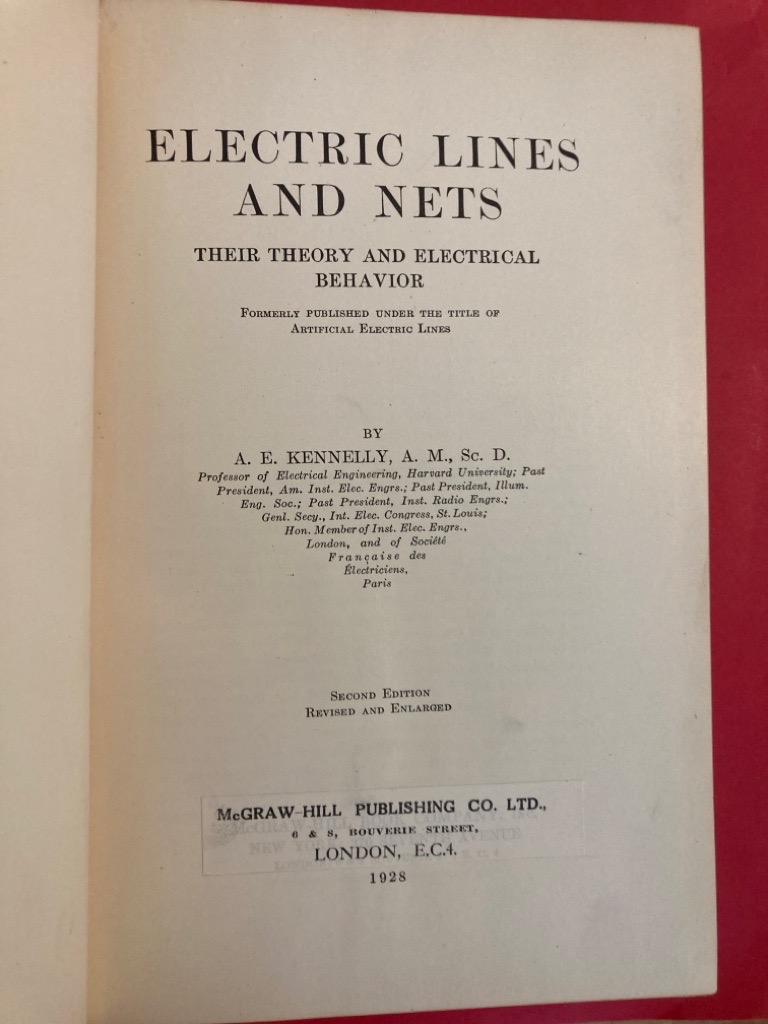 ELECTRIC LINES
AND NETS
THEIR THEORY AND ELECTRICAL
BEHAVIOR
FORMERLY PUBLISHED UNDER THE TITLE OF
ARTIFICIAL ELECTRIC LINES
BY
A. E. KENNELLY, A. M., Sc. D.
Professor of Electrical Engineering, Harvard University; Past
President, Am. Inst. Elec. Engrs.; Past President, Illum.
Eng. Soc.; Past President, Inst. Radio Engrs.;
Genl. Secy., Int. Elec. Congress, St. Louis;
Hon. Member of Inst. Elec. Engrs.,
London, and of Société
Française des
Électriciens,
Paris
SECOND EDITION
REVISED AND ENLARGED
McGRAW-HILL PUBLISHING CO. LTD.,
6 & 8, BOUVERIE STREET,
LONDON, E.C.4.
1928